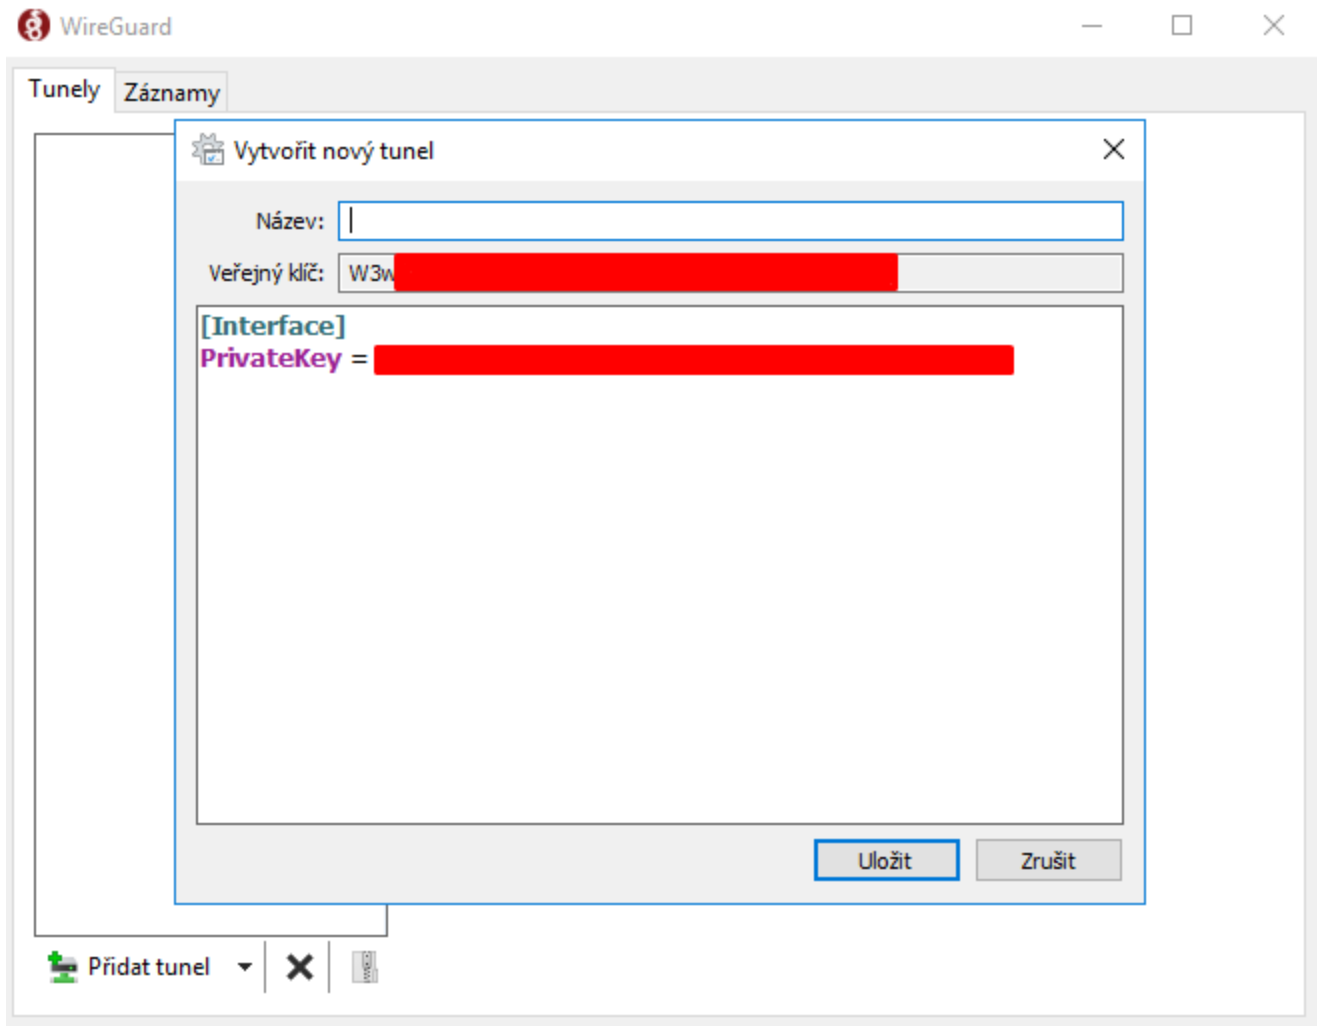 WireGuard
Tunely
Záznamy
Vytvořit nový tunel
Název:
Veřejný klíč: W3w
[Interface]
PrivateKey =
Uložit
Zrušit
Přidat tunel